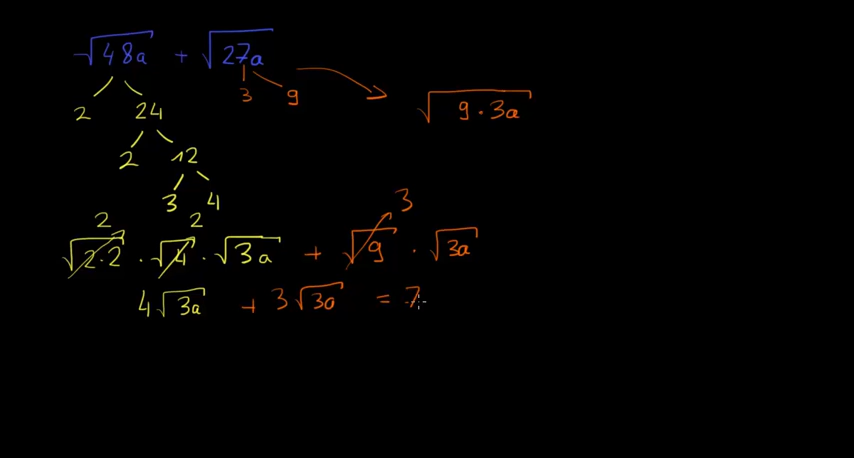 √48a + √27a
3 9
√9·3a
2 24
2 12
3 4
2 2 3
√2·2 · √4 · √3a + √9 · √3a
4√3a + 3√3a = 7